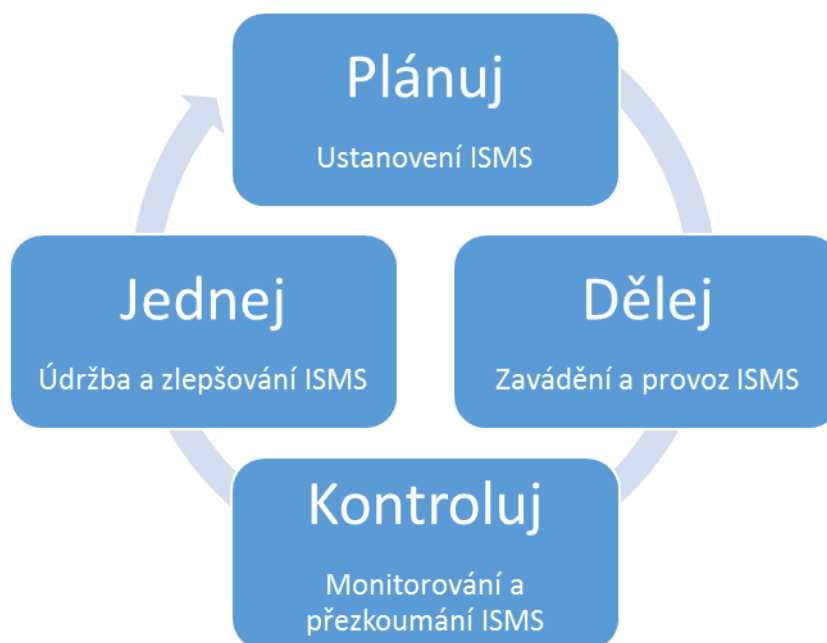 Plánuj
Ustanovení ISMS
Jednej
Údržba a zlepšování ISMS
Dělej
Zavádění a provoz ISMS
Kontroluj
Monitorování a
přezkoumání ISMS